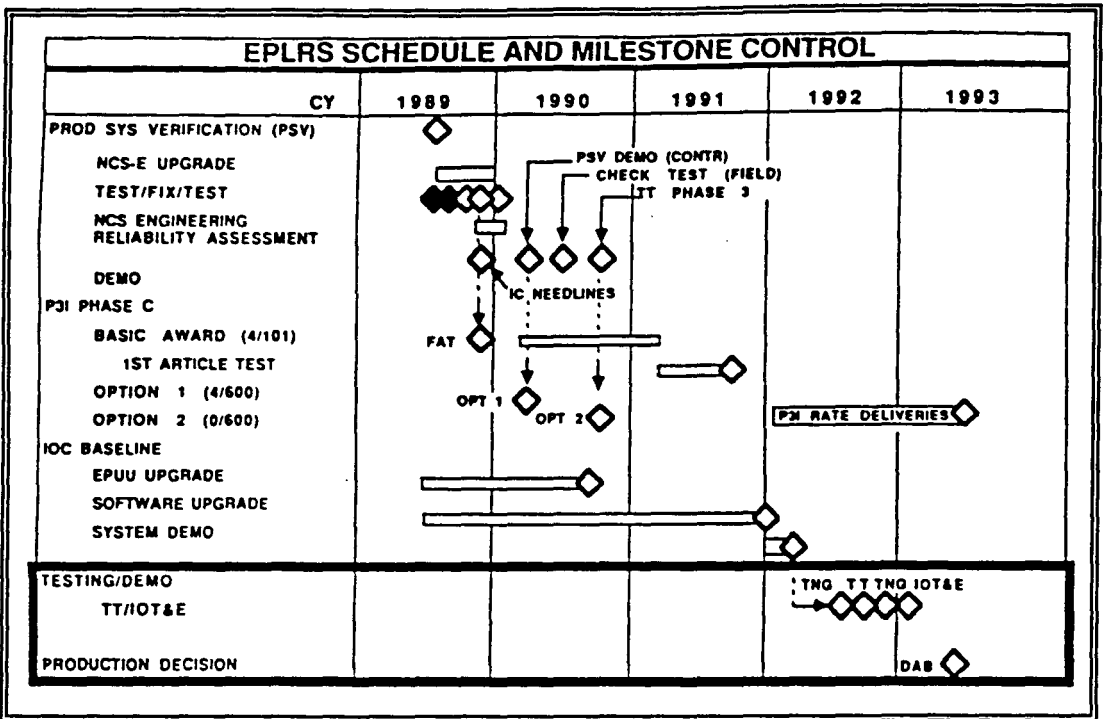 EPLRS SCHEDULE AND MILESTONE CONTROL
CY 1989 1990 1991 1992 1993
PROD SYS VERIFICATION (PSV)
NCS-E UPGRADE
PSV DEMO (CONTR)
CHECK TEST (FIELD)
TEST/FIX/TEST
TT PHASE 3
NCS ENGINEERING
RELIABILITY ASSESSMENT
DEMO
IC NEEDLINES
P3I PHASE C
BASIC AWARD (4/101)
FAT
1ST ARTICLE TEST
OPTION 1 (4/600)
OPT 1
OPTION 2 (0/600)
OPT 2
P3I RATE DELIVERIES
IOC BASELINE
EPUU UPGRADE
SOFTWARE UPGRADE
SYSTEM DEMO
TESTING/DEMO
TNG TT TNG IOT&E
TT/IOT&E
PRODUCTION DECISION
DAB